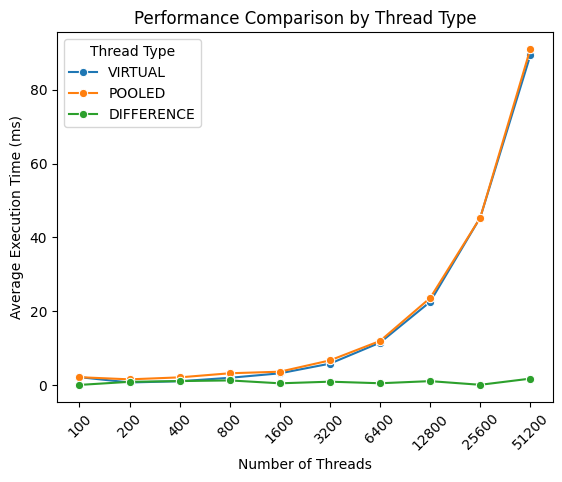 Performance Comparison by Thread Type
Thread Type
VIRTUAL
POOLED
DIFFERENCE
Average Execution Time (ms)
80
60
40
20
0
100
200
400
800
1600
3200
6400
12800
25600
51200
Number of Threads